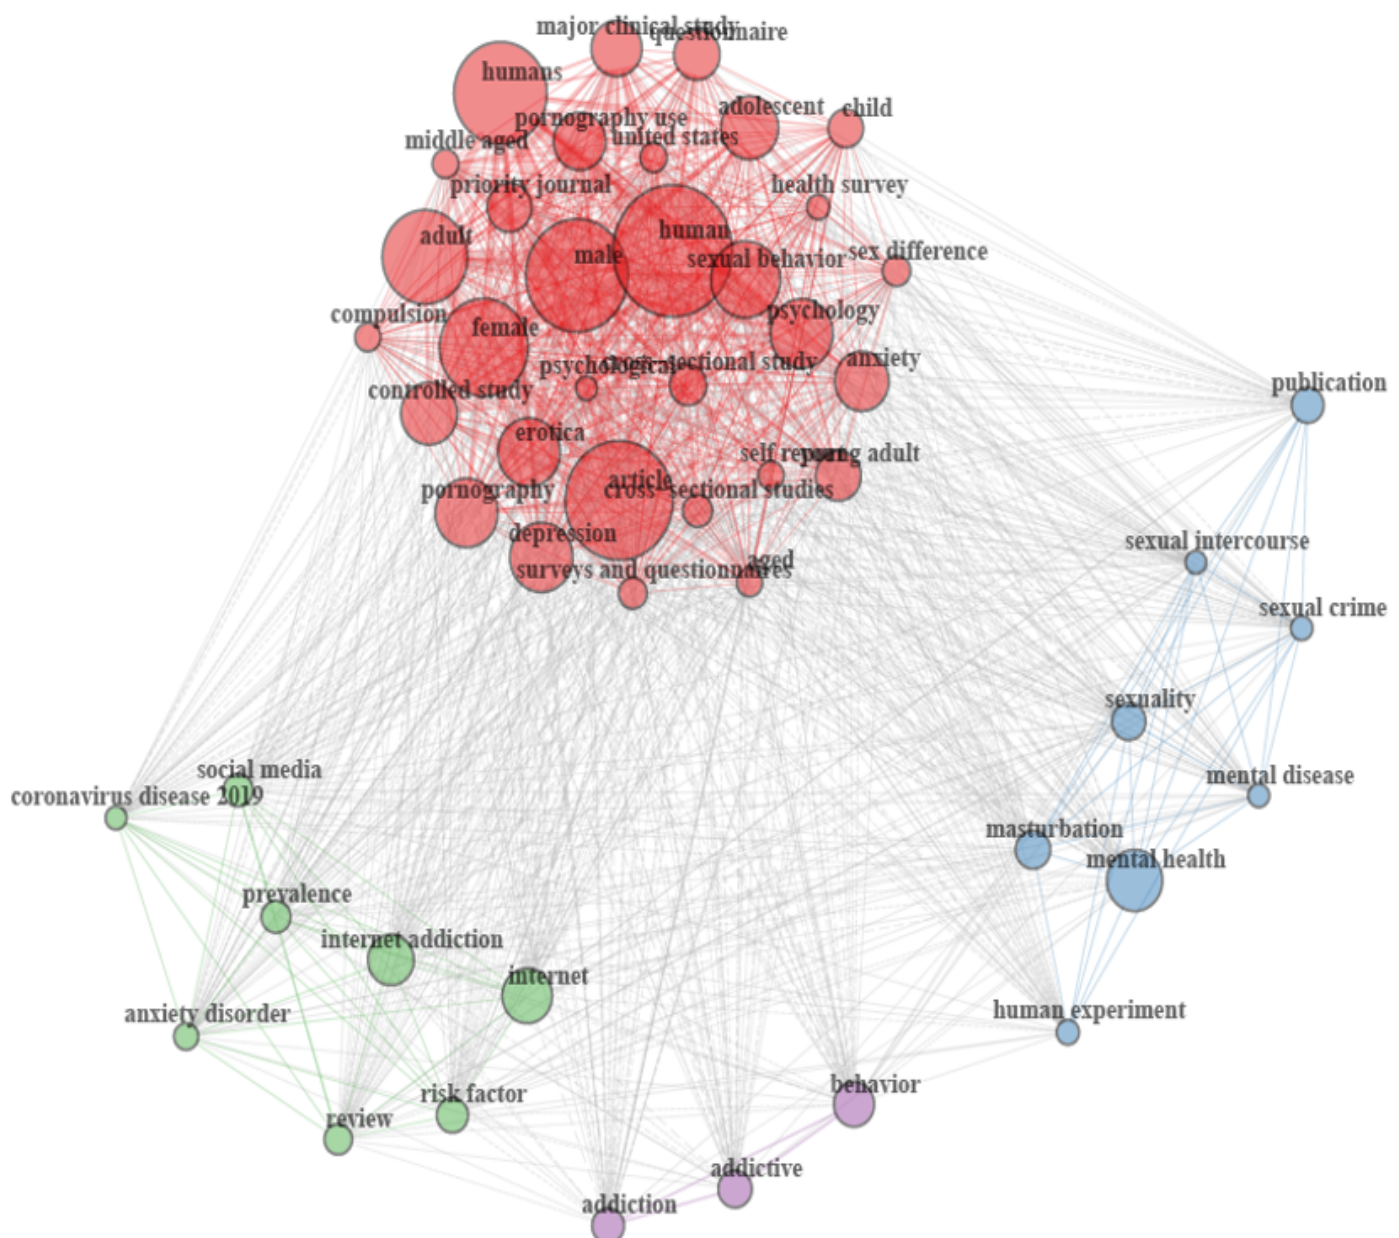 major clinical study
questionnaire
humans
adolescent
child
pornography use
united states
middle aged
priority journal
health survey
human
adult
male
sexual behavior
sex difference
compulsion
female
psychology
psychological
cross-sectional study
anxiety
controlled study
publication
erotica
self report
young adult
article
pornography
cross-sectional studies
depression
surveys and questionnaires
aged
sexual intercourse
sexual crime
sexuality
social media
coronavirus disease 2019
mental disease
masturbation
mental health
prevalence
internet addiction
internet
anxiety disorder
human experiment
behavior
risk factor
review
addictive
addiction